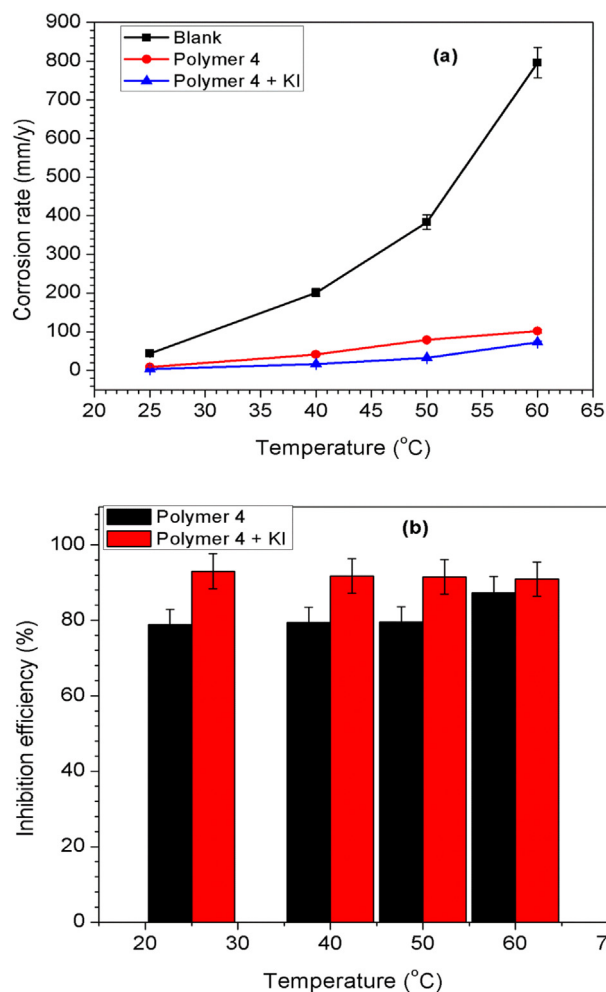 900
800
700
600
500
400
300
200
100
0
Corrosion rate (mm/y)
Blank
Polymer 4
Polymer 4 + KI
(a)
20 25 30 35 40 45 50 55 60 65
Temperature (°C)
100
80
60
40
20
0
Inhibition efficiency (%)
Polymer 4
Polymer 4 + KI
(b)
20 30 40 50 60 7
Temperature (°C)